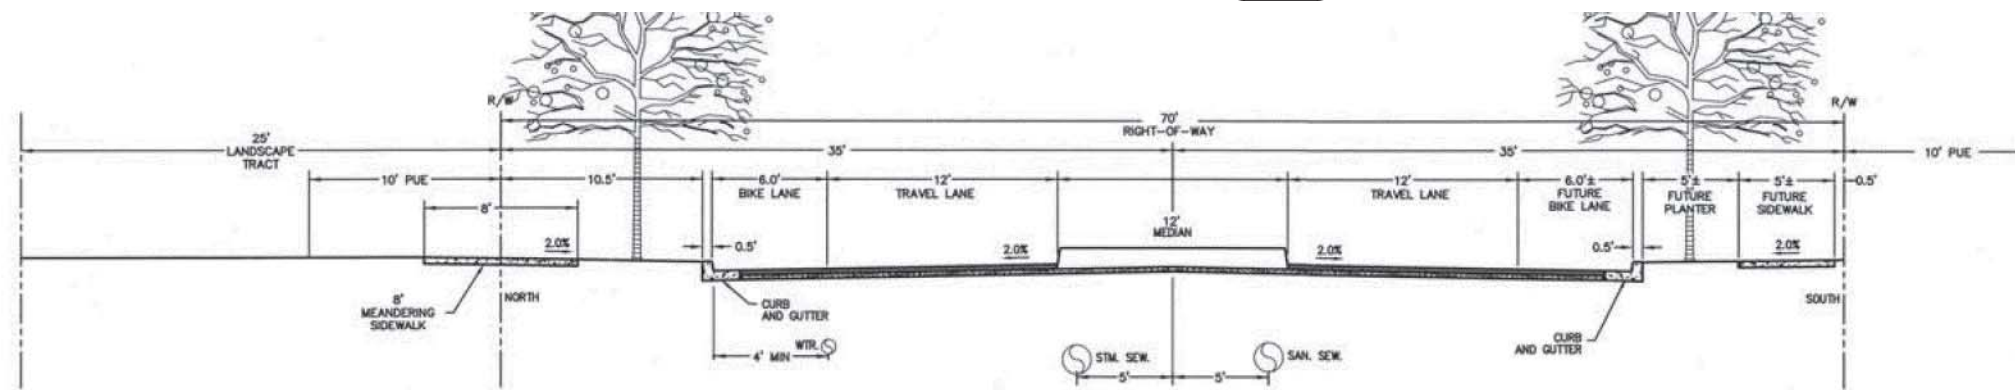 R/W
R/W
70'
RIGHT-OF-WAY
25'
LANDSCAPE
TRACT
35'
35'
10' PUE
10' PUE
10.5'
6.0'
BIKE LANE
12'
TRAVEL LANE
12'
TRAVEL LANE
6.0'±
FUTURE
BIKE LANE
5'±
FUTURE
PLANTER
5'±
FUTURE
SIDEWALK
0.5'
8'
12'
MEDIAN
2.0%
0.5'
2.0%
2.0%
0.5'
2.0%
8'
MEANDERING
SIDEWALK
NORTH
SOUTH
CURB
AND GUTTER
CURB
AND GUTTER
WTR.
4' MIN
STM. SEW.
SAN. SEW.
5'
5'